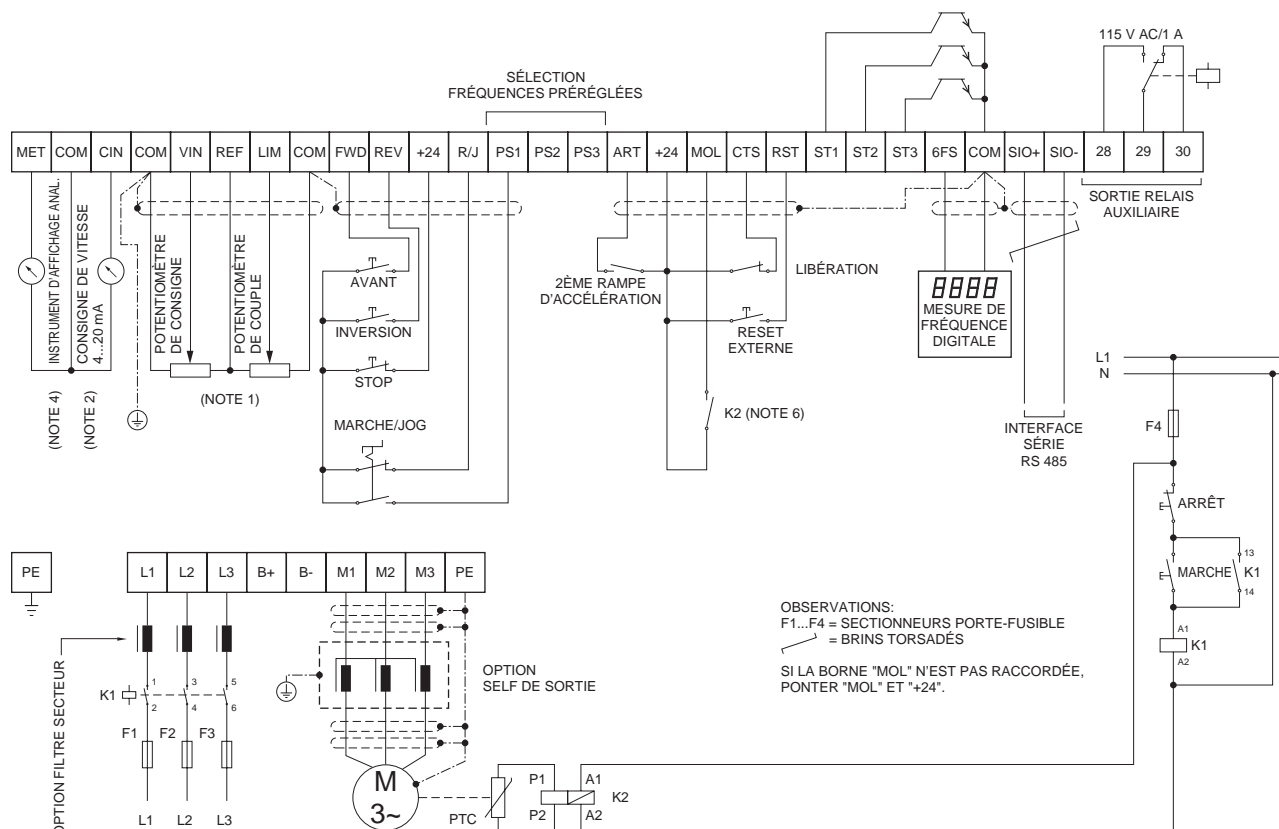 115 V AC/1 A
SÉLECTION
FRÉQUENCES PRÉRÉGLÉES
MET COM CIN COM VIN REF LIM COM FWD REV +24 R/J PS1 PS2 PS3 ART +24 MOL CTS RST ST1 ST2 ST3 6FS COM SIO+ SIO- 28 29 30
SORTIE RELAIS
AUXILIAIRE
INSTRUMENT D'AFFICHAGE ANAL.
(NOTE 4)
CONSIGNE DE VITESSE
4...20 mA
(NOTE 2)
POTENTIOMÈTRE
DE CONSIGNE
POTENTIOMÈTRE
DE COUPLE
(NOTE 1)
AVANT
INVERSION
STOP
MARCHE/JOG
2ÈME RAMPE
D'ACCÉLÉRATION
LIBÉRATION
RESET
EXTERNE
K2 (NOTE 6)
8888
MESURE DE
FRÉQUENCE
DIGITALE
INTERFACE
SÉRIE
RS 485
L1
N
F4
ARRÊT
MARCHE
13
K1
14
A1
K1
A2
PE
L1 L2 L3 B+ B- M1 M2 M3 PE
OPTION FILTRE SECTEUR
K1
1 3 5
2 4 6
F1 F2 F3
L1 L2 L3
OPTION
SELF DE SORTIE
M
3~
PTC
P1 A1
K2
P2 A2
OBSERVATIONS:
F1...F4 = SECTIONNEURS PORTE-FUSIBLE
= BRINS TORSADÉS
SI LA BORNE "MOL" N'EST PAS RACCORDÉE,
PONTER "MOL" ET "+24".